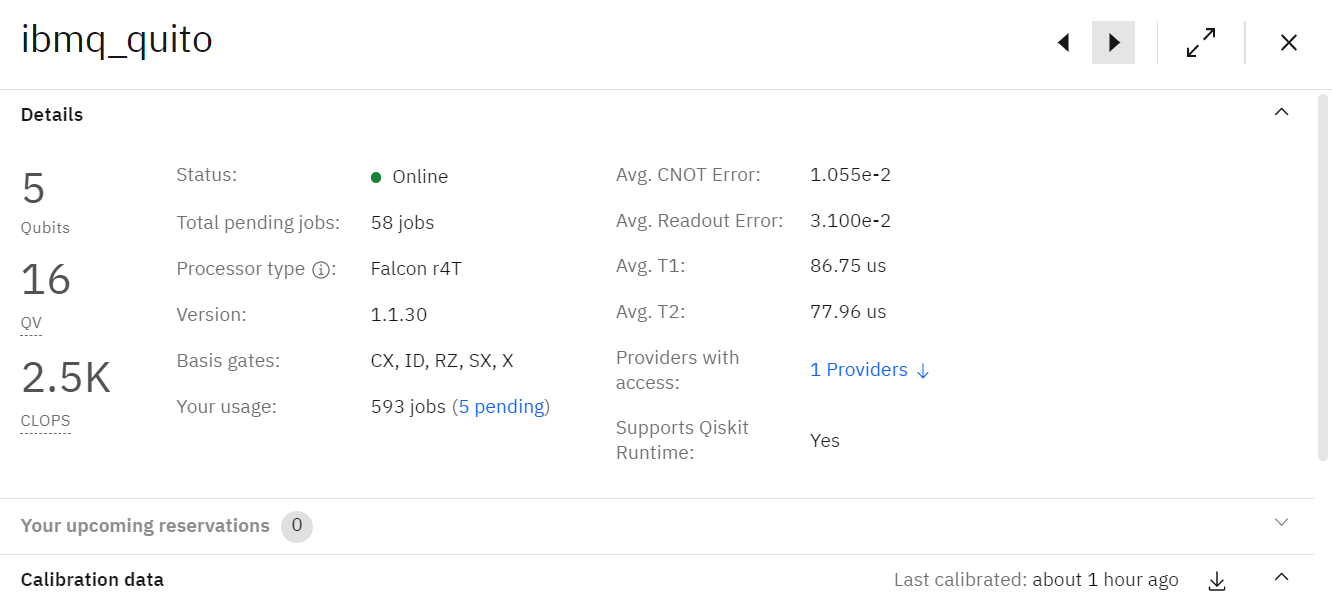 ibmq_quito
Details
5
Qubits
16
QV
2.5K
CLOPS
Status: Online
Total pending jobs: 58 jobs
Processor type : Falcon r4T
Version: 1.1.30
Basis gates: CX, ID, RZ, SX, X
Your usage: 593 jobs (5 pending)
Avg. CNOT Error: 1.055e-2
Avg. Readout Error: 3.100e-2
Avg. T1: 86.75 us
Avg. T2: 77.96 us
Providers with
access:
1 Providers ↓
Supports Qiskit
Runtime:
Yes
Your upcoming reservations 0
Calibration data
Last calibrated: about 1 hour ago